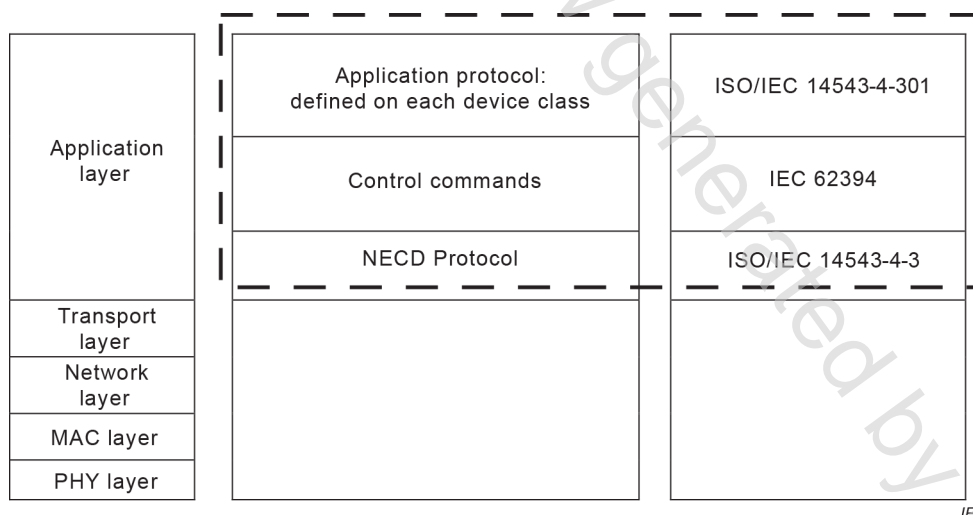 Application
layer
Transport
layer
Network
layer
MAC layer
PHY layer
Application protocol:
defined on each device class
Control commands
NECD Protocol
ISO/IEC 14543-4-301
IEC 62394
ISO/IEC 14543-4-3
generated by